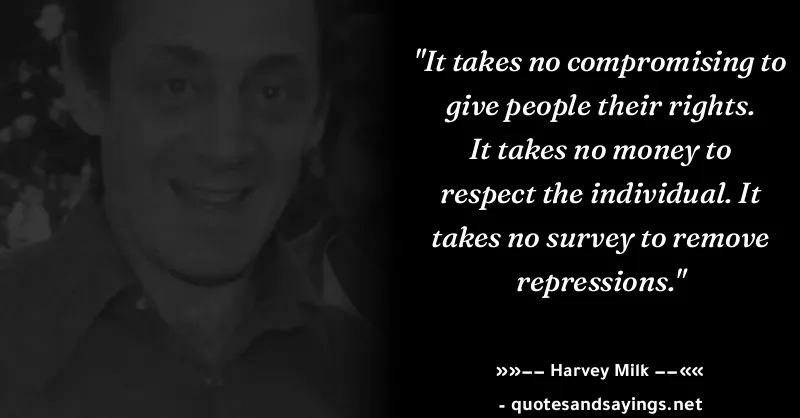 "It takes no compromising to
give people their rights.
It takes no money to
respect the individual. It
takes no survey to remove
repressions."
»»−− Harvey Milk −−««
- quotesandsayings.net